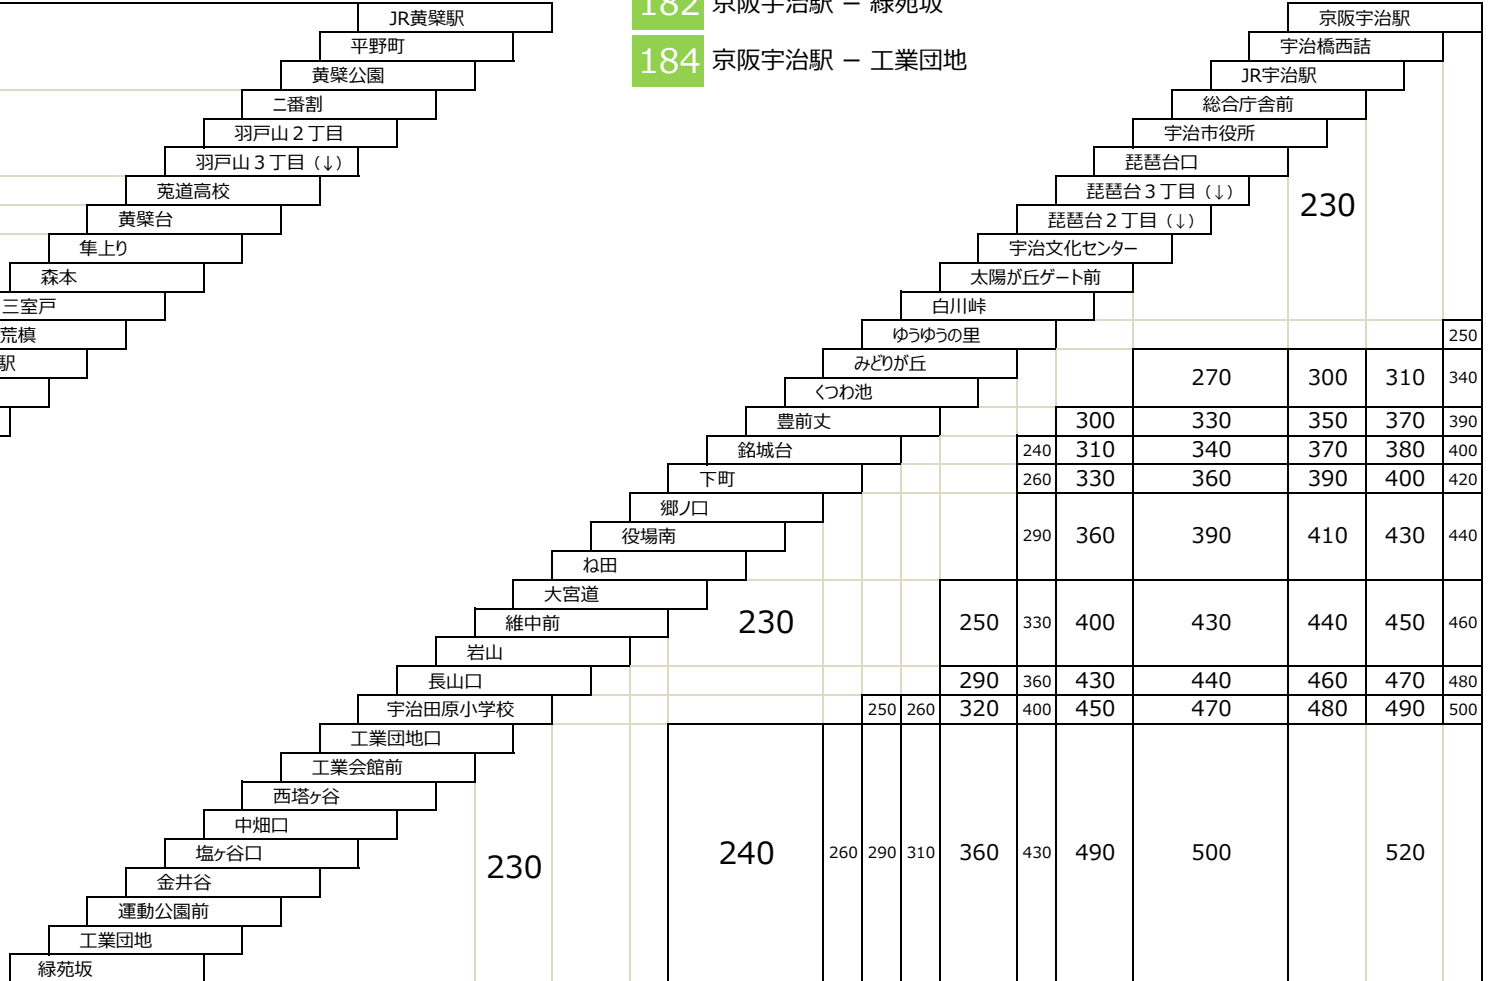 182 京阪宇治駅 － 緑苑坂
JR黄檗駅 京阪宇治駅
平野町 宇治橋西詰
184 京阪宇治駅 － 工業団地
黄檗公園 JR宇治駅
二番割 総合庁舎前
羽戸山２丁目 宇治市役所
羽戸山３丁目（↓） 琵琶台口
莵道高校 琵琶台３丁目（↓） 230
黄檗台 琵琶台２丁目（↓）
隼上り 宇治文化センター
森本 太陽が丘ゲート前
三室戸 白川峠
荒槙 ゆうゆうの里 250
駅 みどりが丘
270 300 310 340
くつわ池
豊前丈 300 330 350 370 390
銘城台 240 310 340 370 380 400
下町 260 330 360 390 400 420
郷ノ口
役場南 290 360 390 410 430 440
ね田
大宮道
維中前 230 250 330 400 430 440 450 460
岩山
長山口 290 360 430 440 460 470 480
宇治田原小学校 250 260 320 400 450 470 480 490 500
工業団地口
工業会館前
西塔ヶ谷
中畑口
塩ヶ谷口 230 240 260 290 310 360 430 490 500 520
金井谷
運動公園前
工業団地
緑苑坂